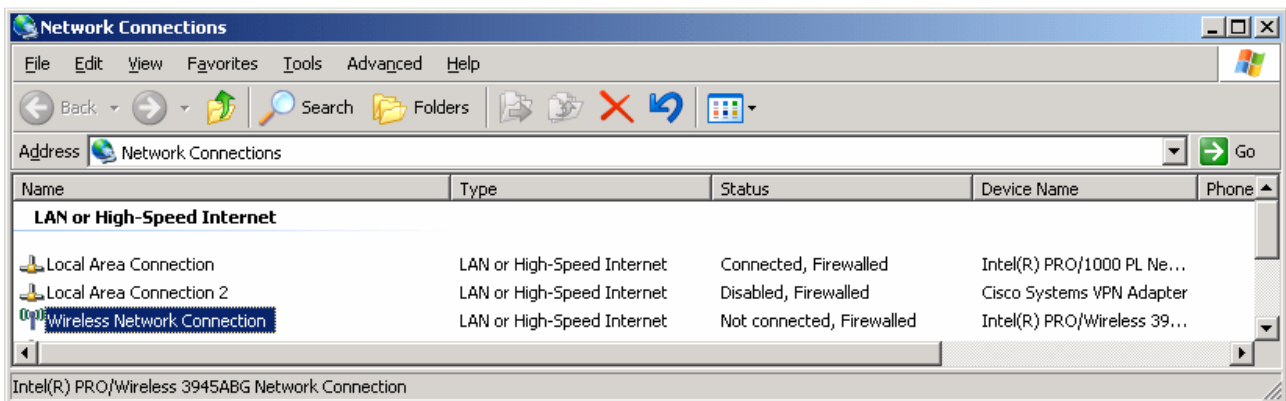 Network Connections
File Edit View Favorites Tools Advanced Help
Back Search Folders
Address Network Connections Go
Name Type Status Device Name Phone
LAN or High-Speed Internet
Local Area Connection LAN or High-Speed Internet Connected, Firewalled Intel(R) PRO/1000 PL Ne...
Local Area Connection 2 LAN or High-Speed Internet Disabled, Firewalled Cisco Systems VPN Adapter
Wireless Network Connection LAN or High-Speed Internet Not connected, Firewalled Intel(R) PRO/Wireless 39...
Intel(R) PRO/Wireless 3945ABG Network Connection